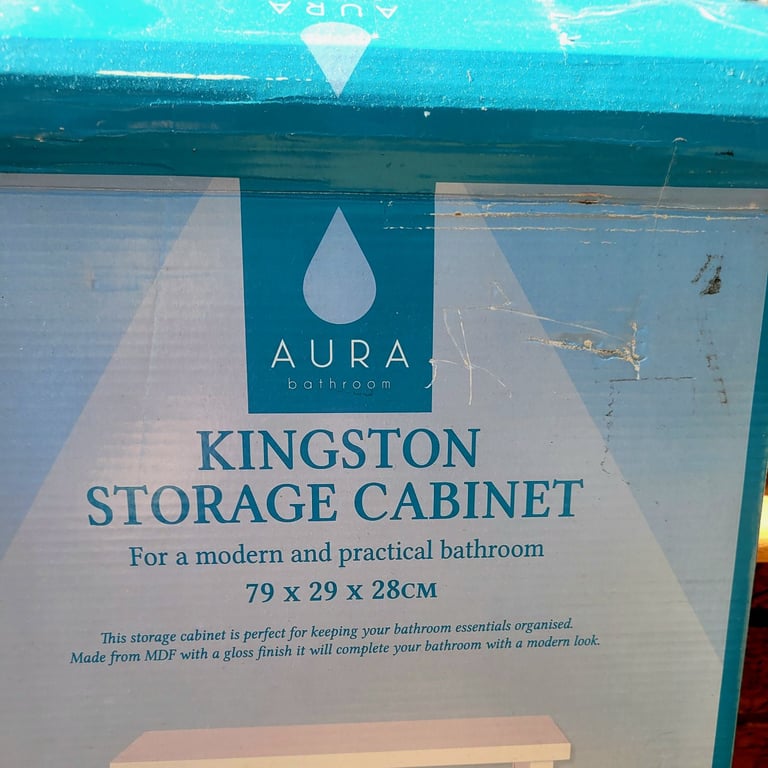 AURA
AURA
bathroom
KINGSTON
STORAGE CABINET
For a modern and practical bathroom
79 x 29 x 28CM
This storage cabinet is perfect for keeping your bathroom essentials organised.
Made from MDF with a gloss finish it will complete your bathroom with a modern look.